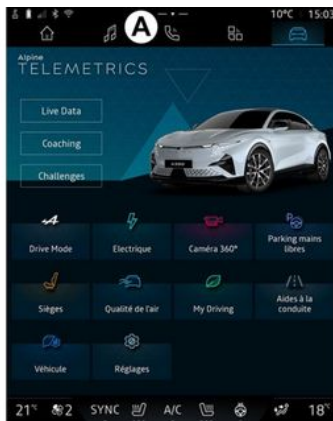 10°C 15:03
A
Alpine
TELEMETRICS
Live Data
Coaching
Challenges
Drive Mode
Electrique
Caméra 360°
Parking mains
libres
Sièges
Qualité de l'air
My Driving
Aides à la
conduite
Véhicule
Réglages
21°C 2 SYNC A/C 18°C